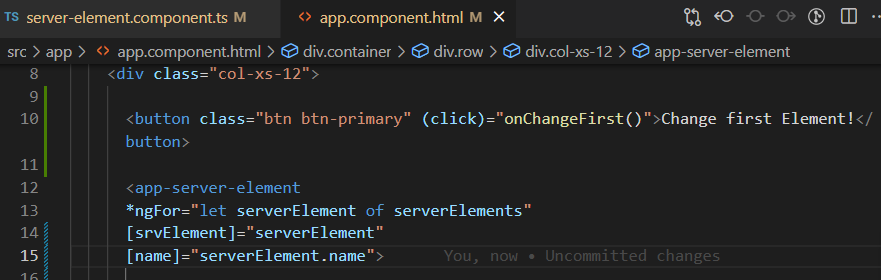 TS server-element.component.ts M
<> app.component.html M ×
src > app > <> app.component.html > div.container > div.row > div.col-xs-12 > app-server-element
8 <div class="col-xs-12">
9
10 <button class="btn btn-primary" (click)="onChangeFirst()">Change first Element!</
button>
11
12 <app-server-element
13 *ngFor="let serverElement of serverElements"
14 [srvElement]="serverElement"
15 [name]="serverElement.name"> You, now • Uncommitted changes
16